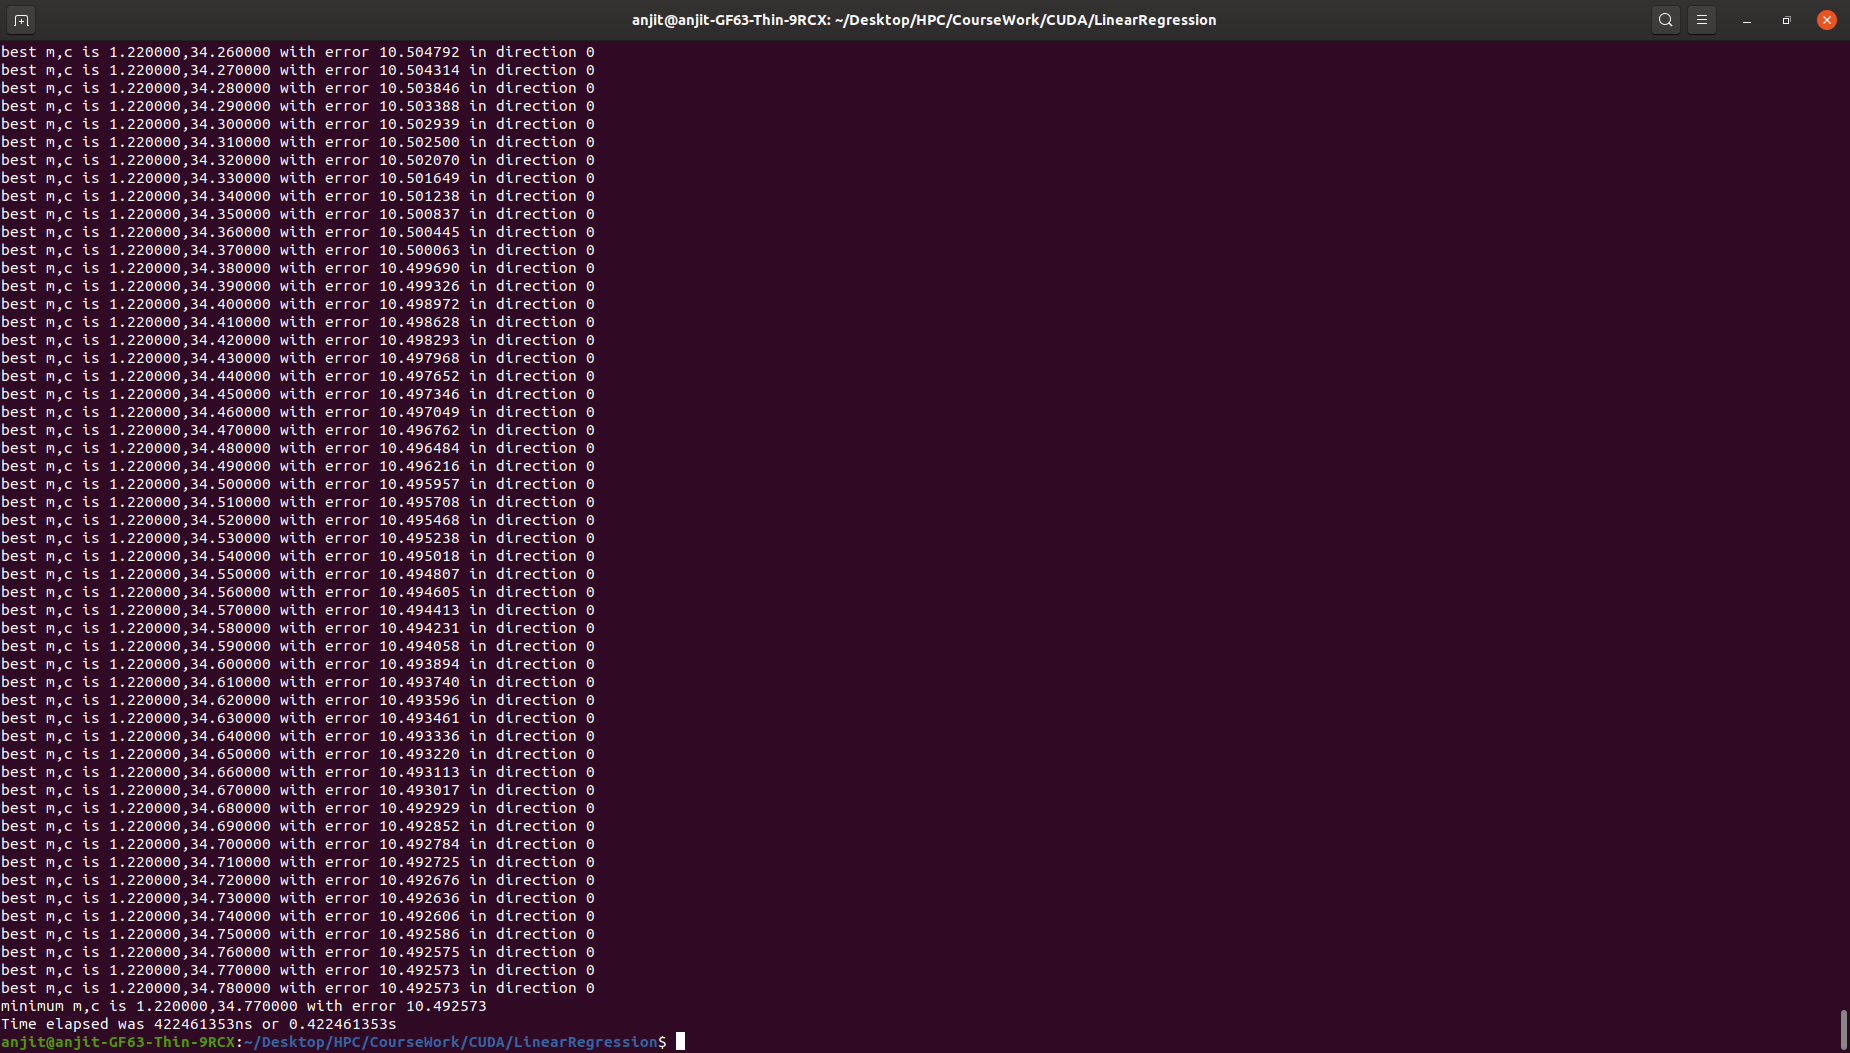 anjit@anjit-GF63-Thin-9RCX: ~/Desktop/HPC/CourseWork/CUDA/LinearRegression
best m,c is 1.220000,34.260000 with error 10.504792 in direction 0
best m,c is 1.220000,34.270000 with error 10.504314 in direction 0
best m,c is 1.220000,34.280000 with error 10.503846 in direction 0
best m,c is 1.220000,34.290000 with error 10.503388 in direction 0
best m,c is 1.220000,34.300000 with error 10.502939 in direction 0
best m,c is 1.220000,34.310000 with error 10.502500 in direction 0
best m,c is 1.220000,34.320000 with error 10.502070 in direction 0
best m,c is 1.220000,34.330000 with error 10.501649 in direction 0
best m,c is 1.220000,34.340000 with error 10.501238 in direction 0
best m,c is 1.220000,34.350000 with error 10.500837 in direction 0
best m,c is 1.220000,34.360000 with error 10.500445 in direction 0
best m,c is 1.220000,34.370000 with error 10.500063 in direction 0
best m,c is 1.220000,34.380000 with error 10.499690 in direction 0
best m,c is 1.220000,34.390000 with error 10.499326 in direction 0
best m,c is 1.220000,34.400000 with error 10.498972 in direction 0
best m,c is 1.220000,34.410000 with error 10.498628 in direction 0
best m,c is 1.220000,34.420000 with error 10.498293 in direction 0
best m,c is 1.220000,34.430000 with error 10.497968 in direction 0
best m,c is 1.220000,34.440000 with error 10.497652 in direction 0
best m,c is 1.220000,34.450000 with error 10.497346 in direction 0
best m,c is 1.220000,34.460000 with error 10.497049 in direction 0
best m,c is 1.220000,34.470000 with error 10.496762 in direction 0
best m,c is 1.220000,34.480000 with error 10.496484 in direction 0
best m,c is 1.220000,34.490000 with error 10.496216 in direction 0
best m,c is 1.220000,34.500000 with error 10.495957 in direction 0
best m,c is 1.220000,34.510000 with error 10.495708 in direction 0
best m,c is 1.220000,34.520000 with error 10.495468 in direction 0
best m,c is 1.220000,34.530000 with error 10.495238 in direction 0
best m,c is 1.220000,34.540000 with error 10.495018 in direction 0
best m,c is 1.220000,34.550000 with error 10.494807 in direction 0
best m,c is 1.220000,34.560000 with error 10.494605 in direction 0
best m,c is 1.220000,34.570000 with error 10.494413 in direction 0
best m,c is 1.220000,34.580000 with error 10.494231 in direction 0
best m,c is 1.220000,34.590000 with error 10.494058 in direction 0
best m,c is 1.220000,34.600000 with error 10.493894 in direction 0
best m,c is 1.220000,34.610000 with error 10.493740 in direction 0
best m,c is 1.220000,34.620000 with error 10.493596 in direction 0
best m,c is 1.220000,34.630000 with error 10.493461 in direction 0
best m,c is 1.220000,34.640000 with error 10.493336 in direction 0
best m,c is 1.220000,34.650000 with error 10.493220 in direction 0
best m,c is 1.220000,34.660000 with error 10.493113 in direction 0
best m,c is 1.220000,34.670000 with error 10.493017 in direction 0
best m,c is 1.220000,34.680000 with error 10.492929 in direction 0
best m,c is 1.220000,34.690000 with error 10.492852 in direction 0
best m,c is 1.220000,34.700000 with error 10.492784 in direction 0
best m,c is 1.220000,34.710000 with error 10.492725 in direction 0
best m,c is 1.220000,34.720000 with error 10.492676 in direction 0
best m,c is 1.220000,34.730000 with error 10.492636 in direction 0
best m,c is 1.220000,34.740000 with error 10.492606 in direction 0
best m,c is 1.220000,34.750000 with error 10.492586 in direction 0
best m,c is 1.220000,34.760000 with error 10.492575 in direction 0
best m,c is 1.220000,34.770000 with error 10.492573 in direction 0
best m,c is 1.220000,34.780000 with error 10.492573 in direction 0
minimum m,c is 1.220000,34.770000 with error 10.492573
Time elapsed was 422461353ns or 0.422461353s
anjit@anjit-GF63-Thin-9RCX:~/Desktop/HPC/CourseWork/CUDA/LinearRegression$